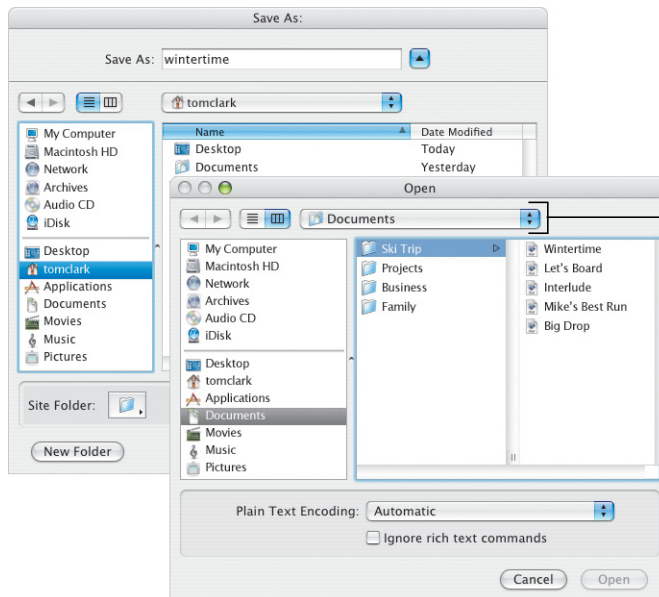 Save As:
Save As: wintertime
tomclark
My Computer
Macintosh HD
Network
Archives
Audio CD
iDisk
Desktop
tomclark
Applications
Documents
Movies
Music
Pictures
Name Date Modified
Desktop Today
Documents Yesterday
Site Folder:
New Folder
Open
Documents
My Computer
Macintosh HD
Network
Archives
Audio CD
iDisk
Desktop
tomclark
Applications
Documents
Movies
Music
Pictures
Ski Trip
Projects
Business
Family
Wintertime
Let's Board
Interlude
Mike's Best Run
Big Drop
Plain Text Encoding: Automatic
Ignore rich text commands
Cancel Open